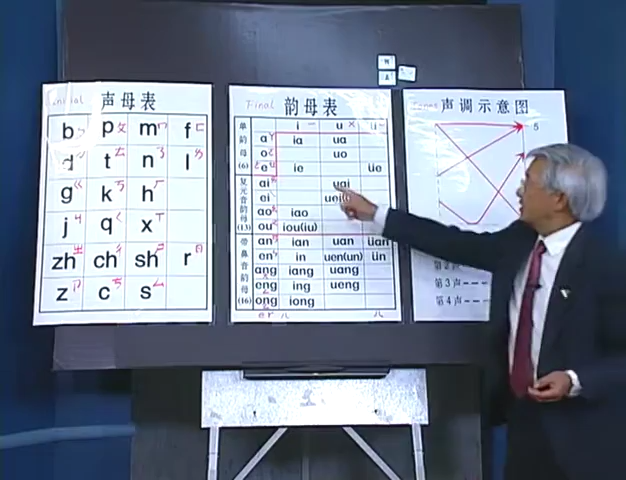 Initial 声母表
b ㄅ p ㄆ m ㄇ f ㄈ
d ㄉ t ㄊ n ㄋ l ㄌ
g ㄍ k ㄎ h ㄏ
j ㄐ q ㄑ x ㄒ
zh ㄓ ch ㄔ sh ㄕ r ㄖ
z ㄗ c ㄘ s ㄙ
Final 韵母表
单韵母(6)
i u ü
a ㄚ ia ua
o ㄛ uo
e ie üe
复元音韵母(13)
ai uai
ei uei(u
ao iao
ou iou(iu)
带鼻音韵母(16)
an ian uan üan
en in uen(un) ün
ang iang uang
eng ing ueng
ong iong
er ㄦ ㄦ
声调示意图
5
第2声
第3声
第4声
M
A